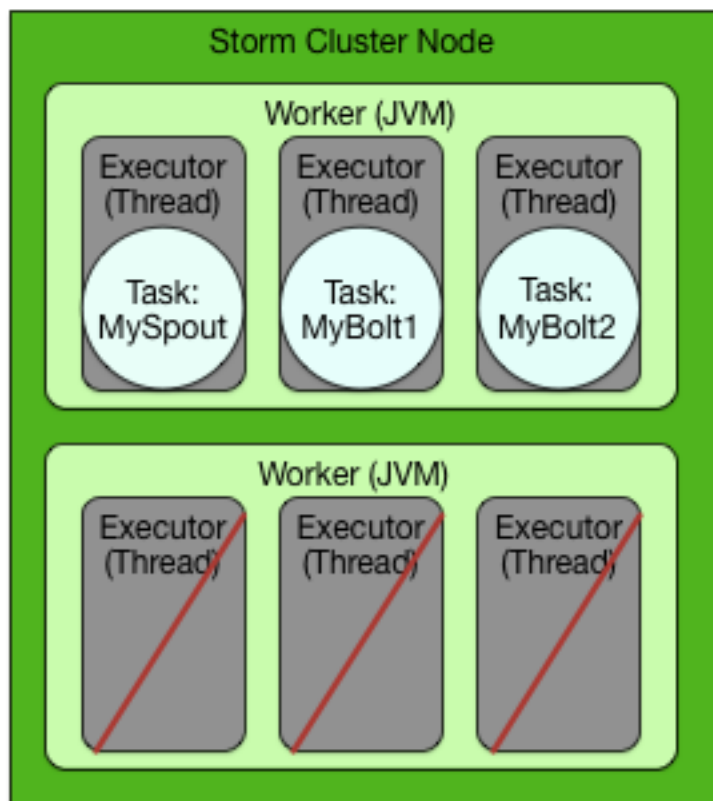 Storm Cluster Node
Worker (JVM)
Executor
(Thread)
Task:
MySpout
Executor
(Thread)
Task:
MyBolt1
Executor
(Thread)
Task:
MyBolt2
Worker (JVM)
Executor
(Thread)
Executor
(Thread)
Executor
(Thread)